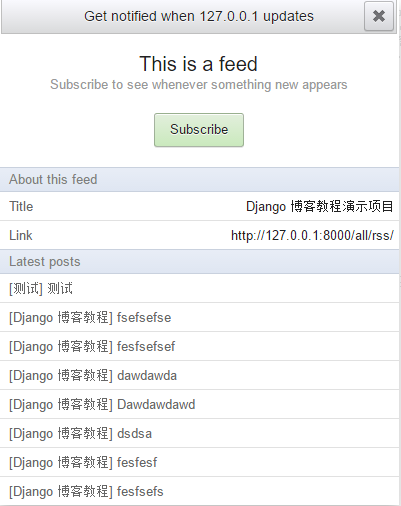 Get notified when 127.0.0.1 updates
This is a feed
Subscribe to see whenever something new appears
Subscribe
About this feed
Title Django 博客教程演示项目
Link http://127.0.0.1:8000/all/rss/
Latest posts
[测试] 测试
[Django 博客教程] fsefsefse
[Django 博客教程] fesfsefsef
[Django 博客教程] dawdawda
[Django 博客教程] Dawdawdawd
[Django 博客教程] dsdsa
[Django 博客教程] fesfesf
[Django 博客教程] fesfsefs